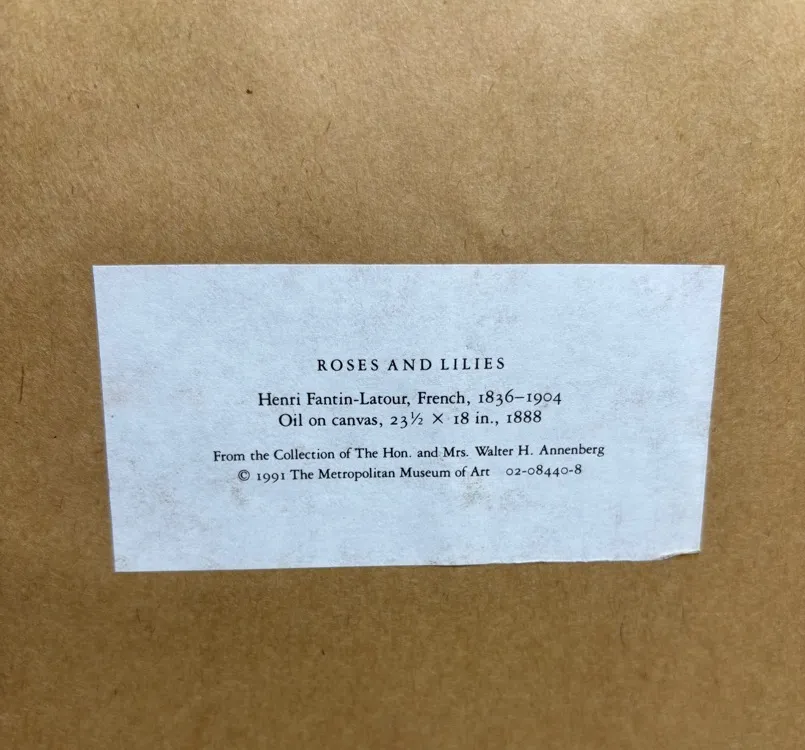 ROSES AND LILIES
Henri Fantin-Latour, French, 1836–1904
Oil on canvas, 23½ × 18 in., 1888
From the Collection of The Hon. and Mrs. Walter H. Annenberg
© 1991 The Metropolitan Museum of Art 02-08440-8